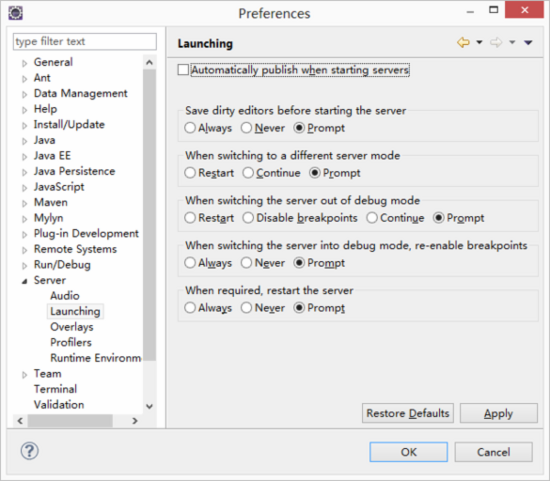 Preferences
type filter text
General
Ant
Data Management
Help
Install/Update
Java
Java EE
Java Persistence
JavaScript
Maven
Mylyn
Plug-in Development
Remote Systems
Run/Debug
Server
Audio
Launching
Overlays
Profilers
Runtime Environm
Team
Terminal
Validation
Launching
Automatically publish when starting servers
Save dirty editors before starting the server
Always Never Prompt
When switching to a different server mode
Restart Continue Prompt
When switching the server out of debug mode
Restart Disable breakpoints Continue Prompt
When switching the server into debug mode, re-enable breakpoints
Always Never Prompt
When required, restart the server
Always Never Prompt
Restore Defaults Apply
? OK Cancel